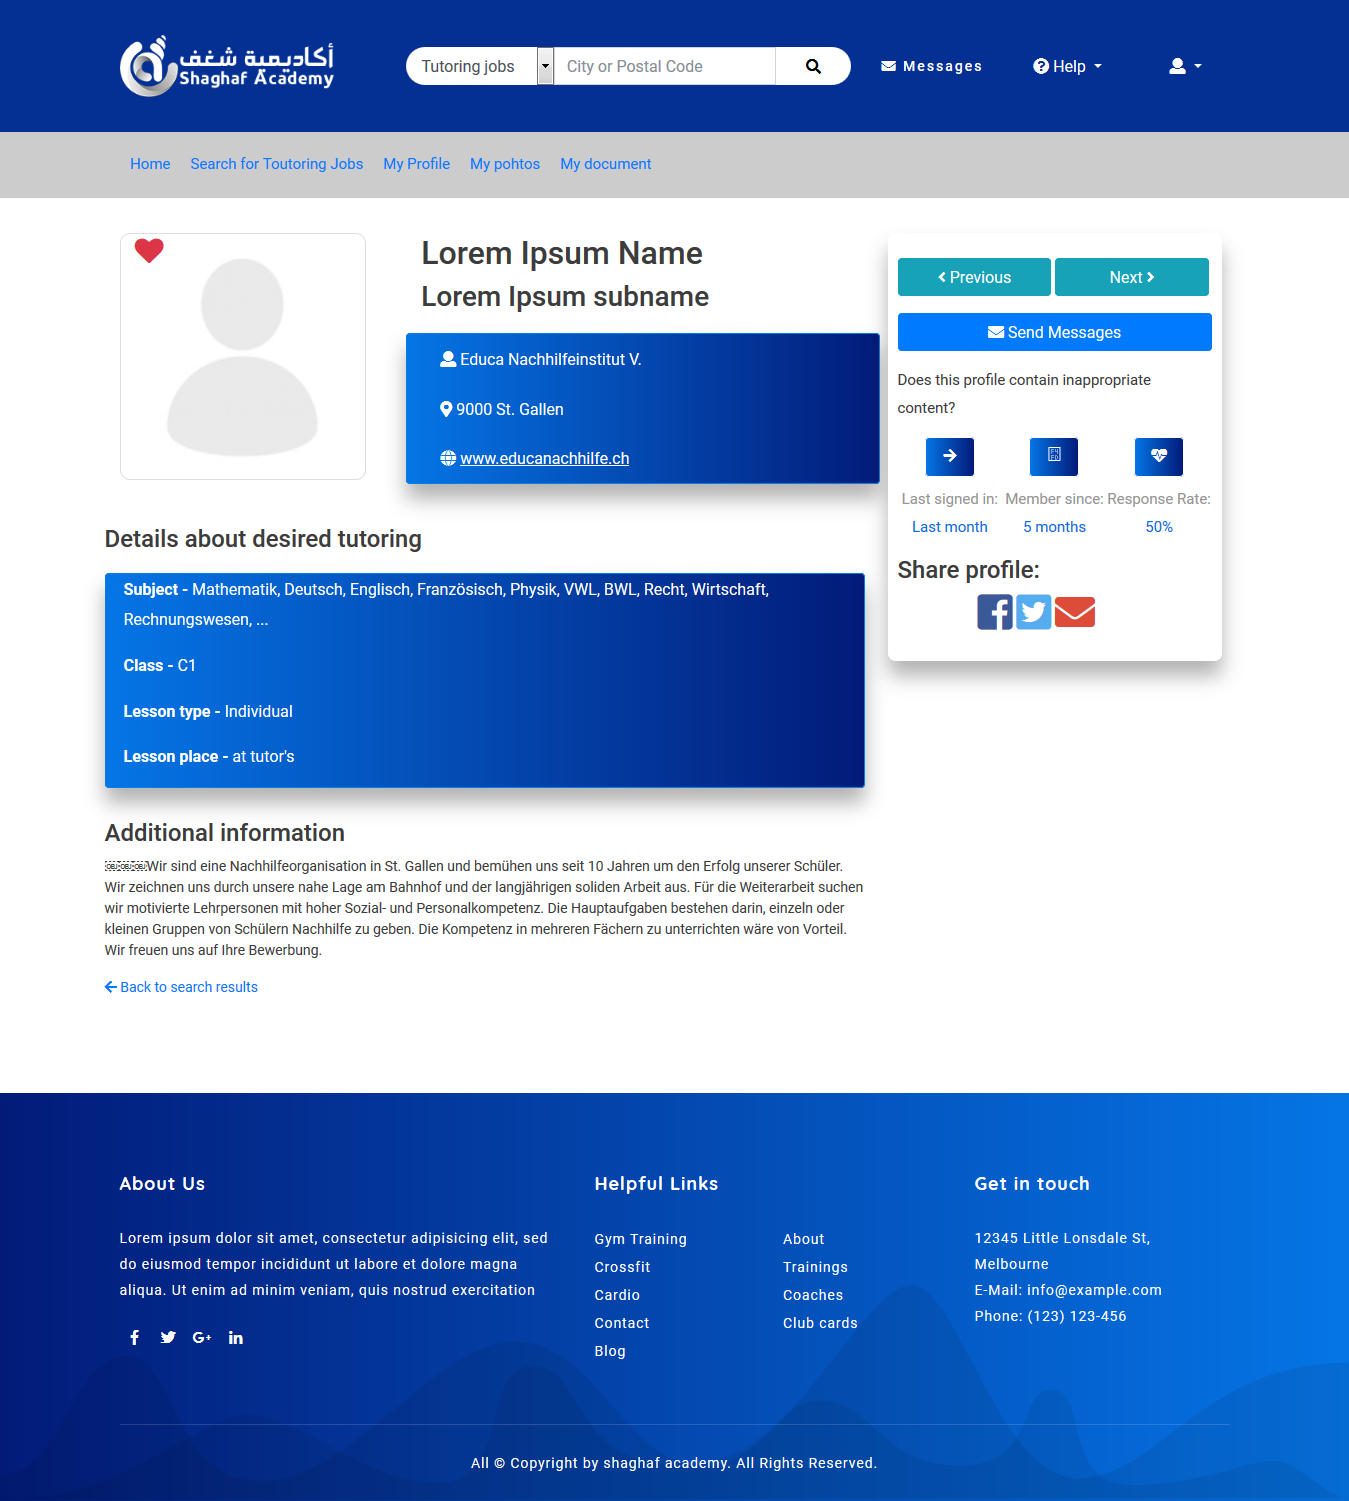 أكاديمية شغف
Shaghaf Academy
Tutoring jobs
City or Postal Code
Messages
Help
Home
Search for Toutoring Jobs
My Profile
My pohtos
My document
Lorem Ipsum Name
Lorem Ipsum subname
Educa Nachhilfeinstitut V.
9000 St. Gallen
www.educanachhilfe.ch
Previous
Next
Send Messages
Does this profile contain inappropriate
content?
Last signed in:
Member since:
Response Rate:
Last month
5 months
50%
Share profile:
Details about desired tutoring
Subject - Mathematik, Deutsch, Englisch, Französisch, Physik, VWL, BWL, Recht, Wirtschaft,
Rechnungswesen, ...
Class - C1
Lesson type - Individual
Lesson place - at tutor's
Additional information
Wir sind eine Nachhilfeorganisation in St. Gallen und bemühen uns seit 10 Jahren um den Erfolg unserer Schüler.
Wir zeichnen uns durch unsere nahe Lage am Bahnhof und der langjährigen soliden Arbeit aus. Für die Weiterarbeit suchen
wir motivierte Lehrpersonen mit hoher Sozial- und Personalkompetenz. Die Hauptaufgaben bestehen darin, einzeln oder
kleinen Gruppen von Schülern Nachhilfe zu geben. Die Kompetenz in mehreren Fächern zu unterrichten wäre von Vorteil.
Wir freuen uns auf Ihre Bewerbung.
Back to search results
About Us
Lorem ipsum dolor sit amet, consectetur adipisicing elit, sed
do eiusmod tempor incididunt ut labore et dolore magna
aliqua. Ut enim ad minim veniam, quis nostrud exercitation
Helpful Links
Gym Training
Crossfit
Cardio
Contact
Blog
About
Trainings
Coaches
Club cards
Get in touch
12345 Little Lonsdale St,
Melbourne
E-Mail: info@example.com
Phone: (123) 123-456
All © Copyright by shaghaf academy. All Rights Reserved.